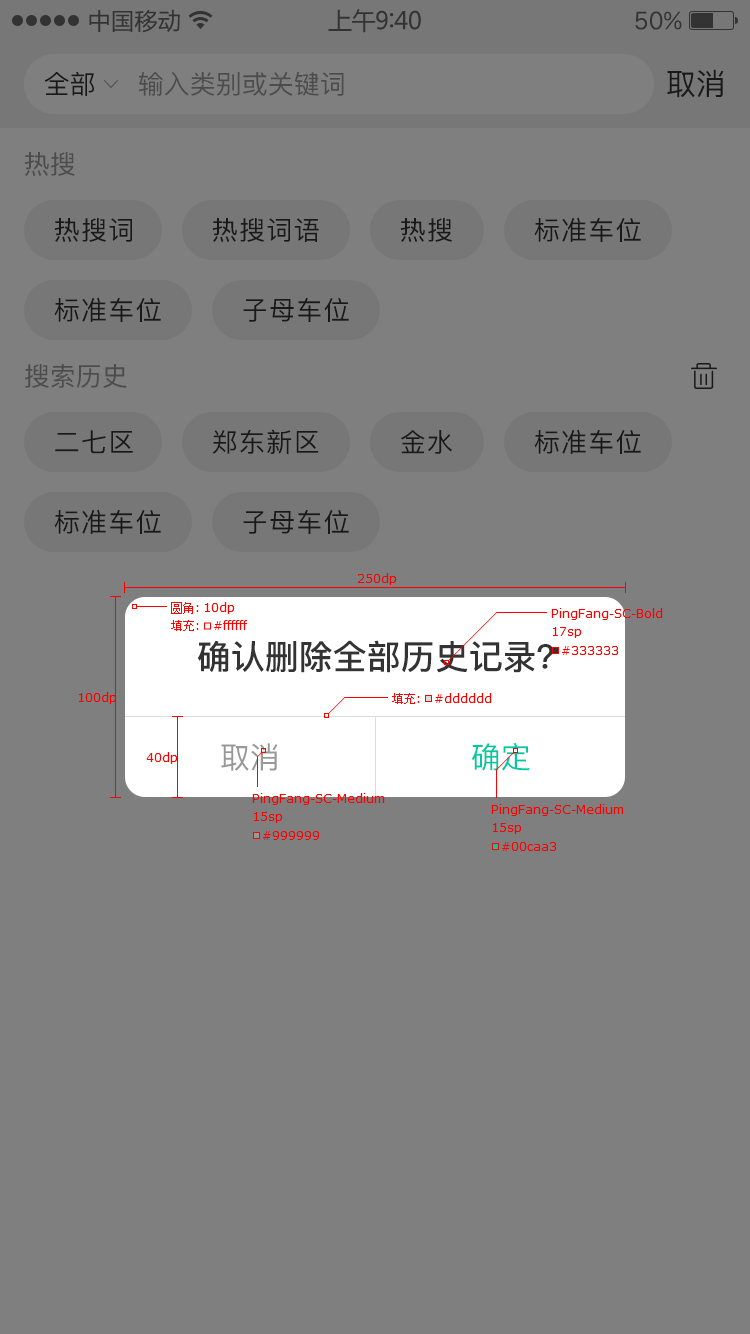 中国移动 上午9:40 50%
全部 输入类别或关键词 取消
热搜
热搜词 热搜词语 热搜 标准车位
标准车位 子母车位
搜索历史
二七区 郑东新区 金水 标准车位
标准车位 子母车位
250dp
圆角: 10dp
填充: #ffffff
PingFang-SC-Bold
17sp
#333333
确认删除全部历史记录?
100dp
填充: #dddddd
40dp
取消 确定
PingFang-SC-Medium
15sp
#999999
PingFang-SC-Medium
15sp
#00caa3